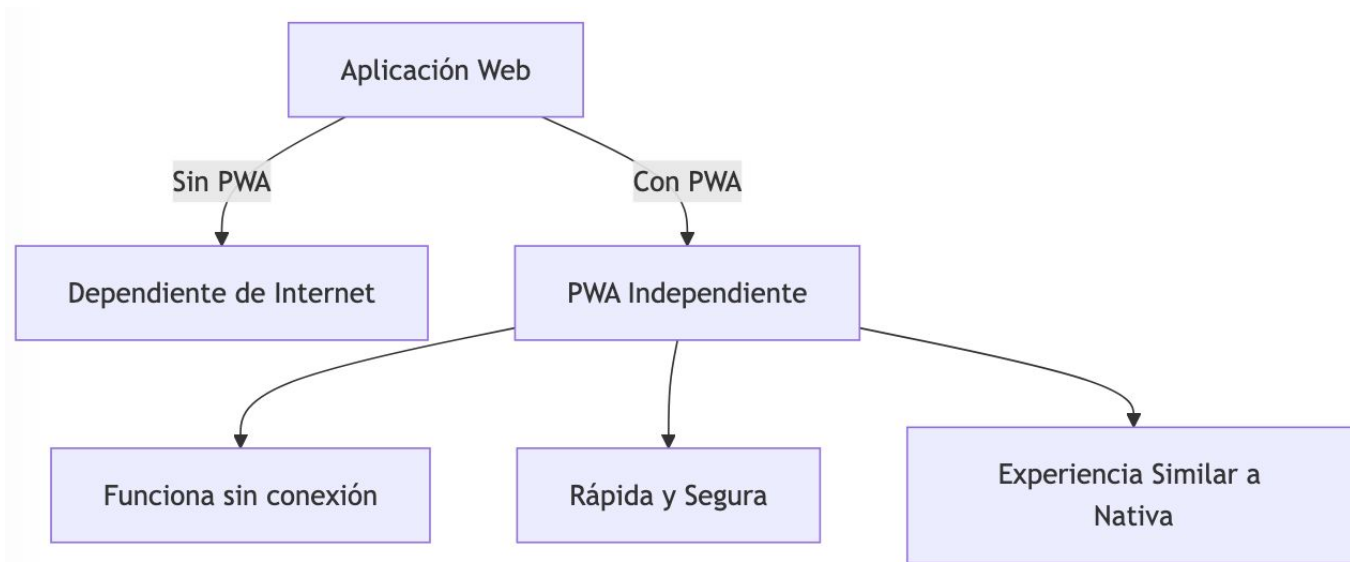 Aplicación Web
Sin PWA
Con PWA
Dependiente de Internet
PWA Independiente
Funciona sin conexión
Rápida y Segura
Experiencia Similar a
Nativa